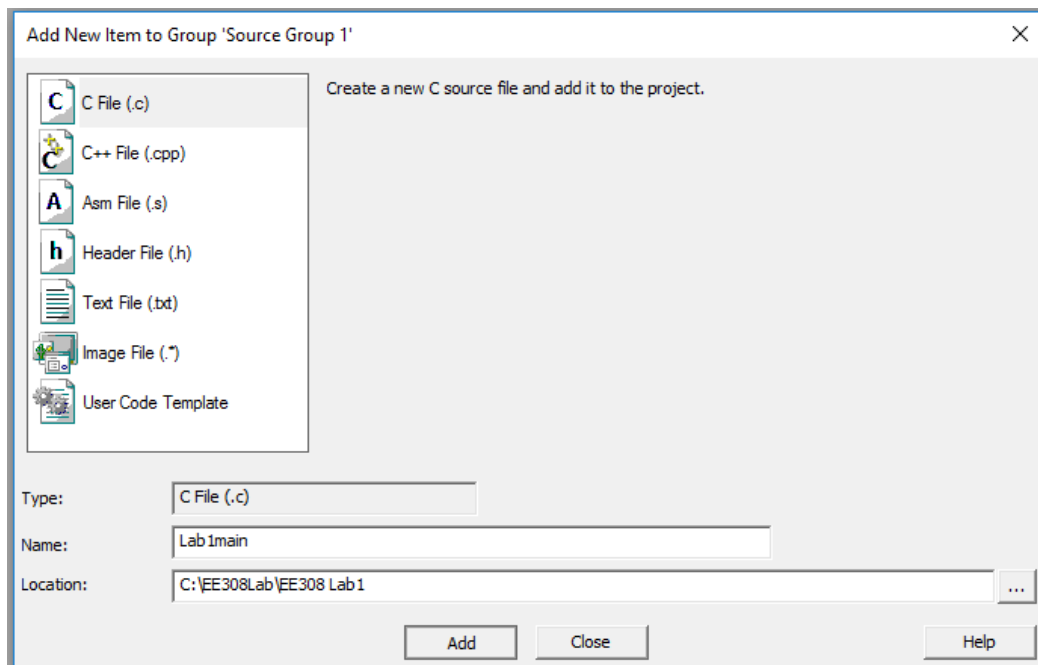 Add New Item to Group 'Source Group 1'
C File (.c)
Create a new C source file and add it to the project.
C++ File (.cpp)
Asm File (.s)
Header File (.h)
Text File (.txt)
Image File (.*)
User Code Template
Type:
C File (.c)
Name:
Lab1main
Location:
C:\EE308Lab\EE308 Lab1
...
Add
Close
Help